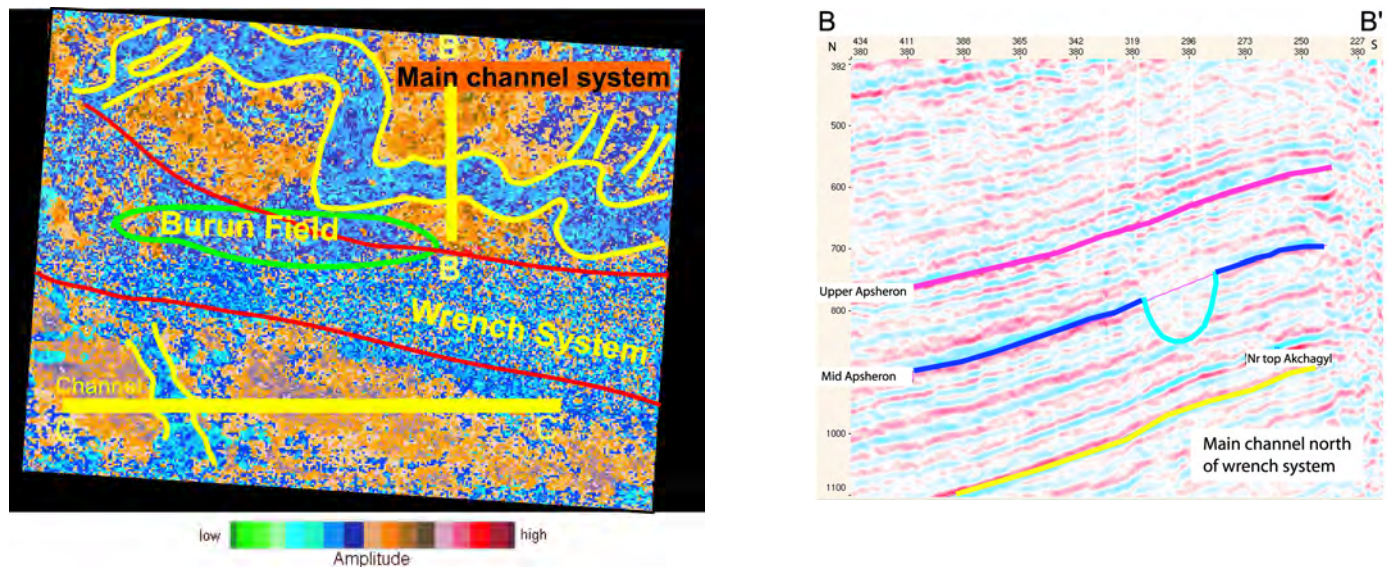 B
Main channel system
Burun Field
B
Wrench System
Channel
low
high
Amplitude
B
B'
N
434 411 388 365 342 319 296 273 250 227
380 380 380 380 380 380 380 380 380 380
S
392
500
600
700
Upper Apsheron
800
Nr top Akchagyl
Mid Apsheron
1000
Main channel north
of wrench system
1100